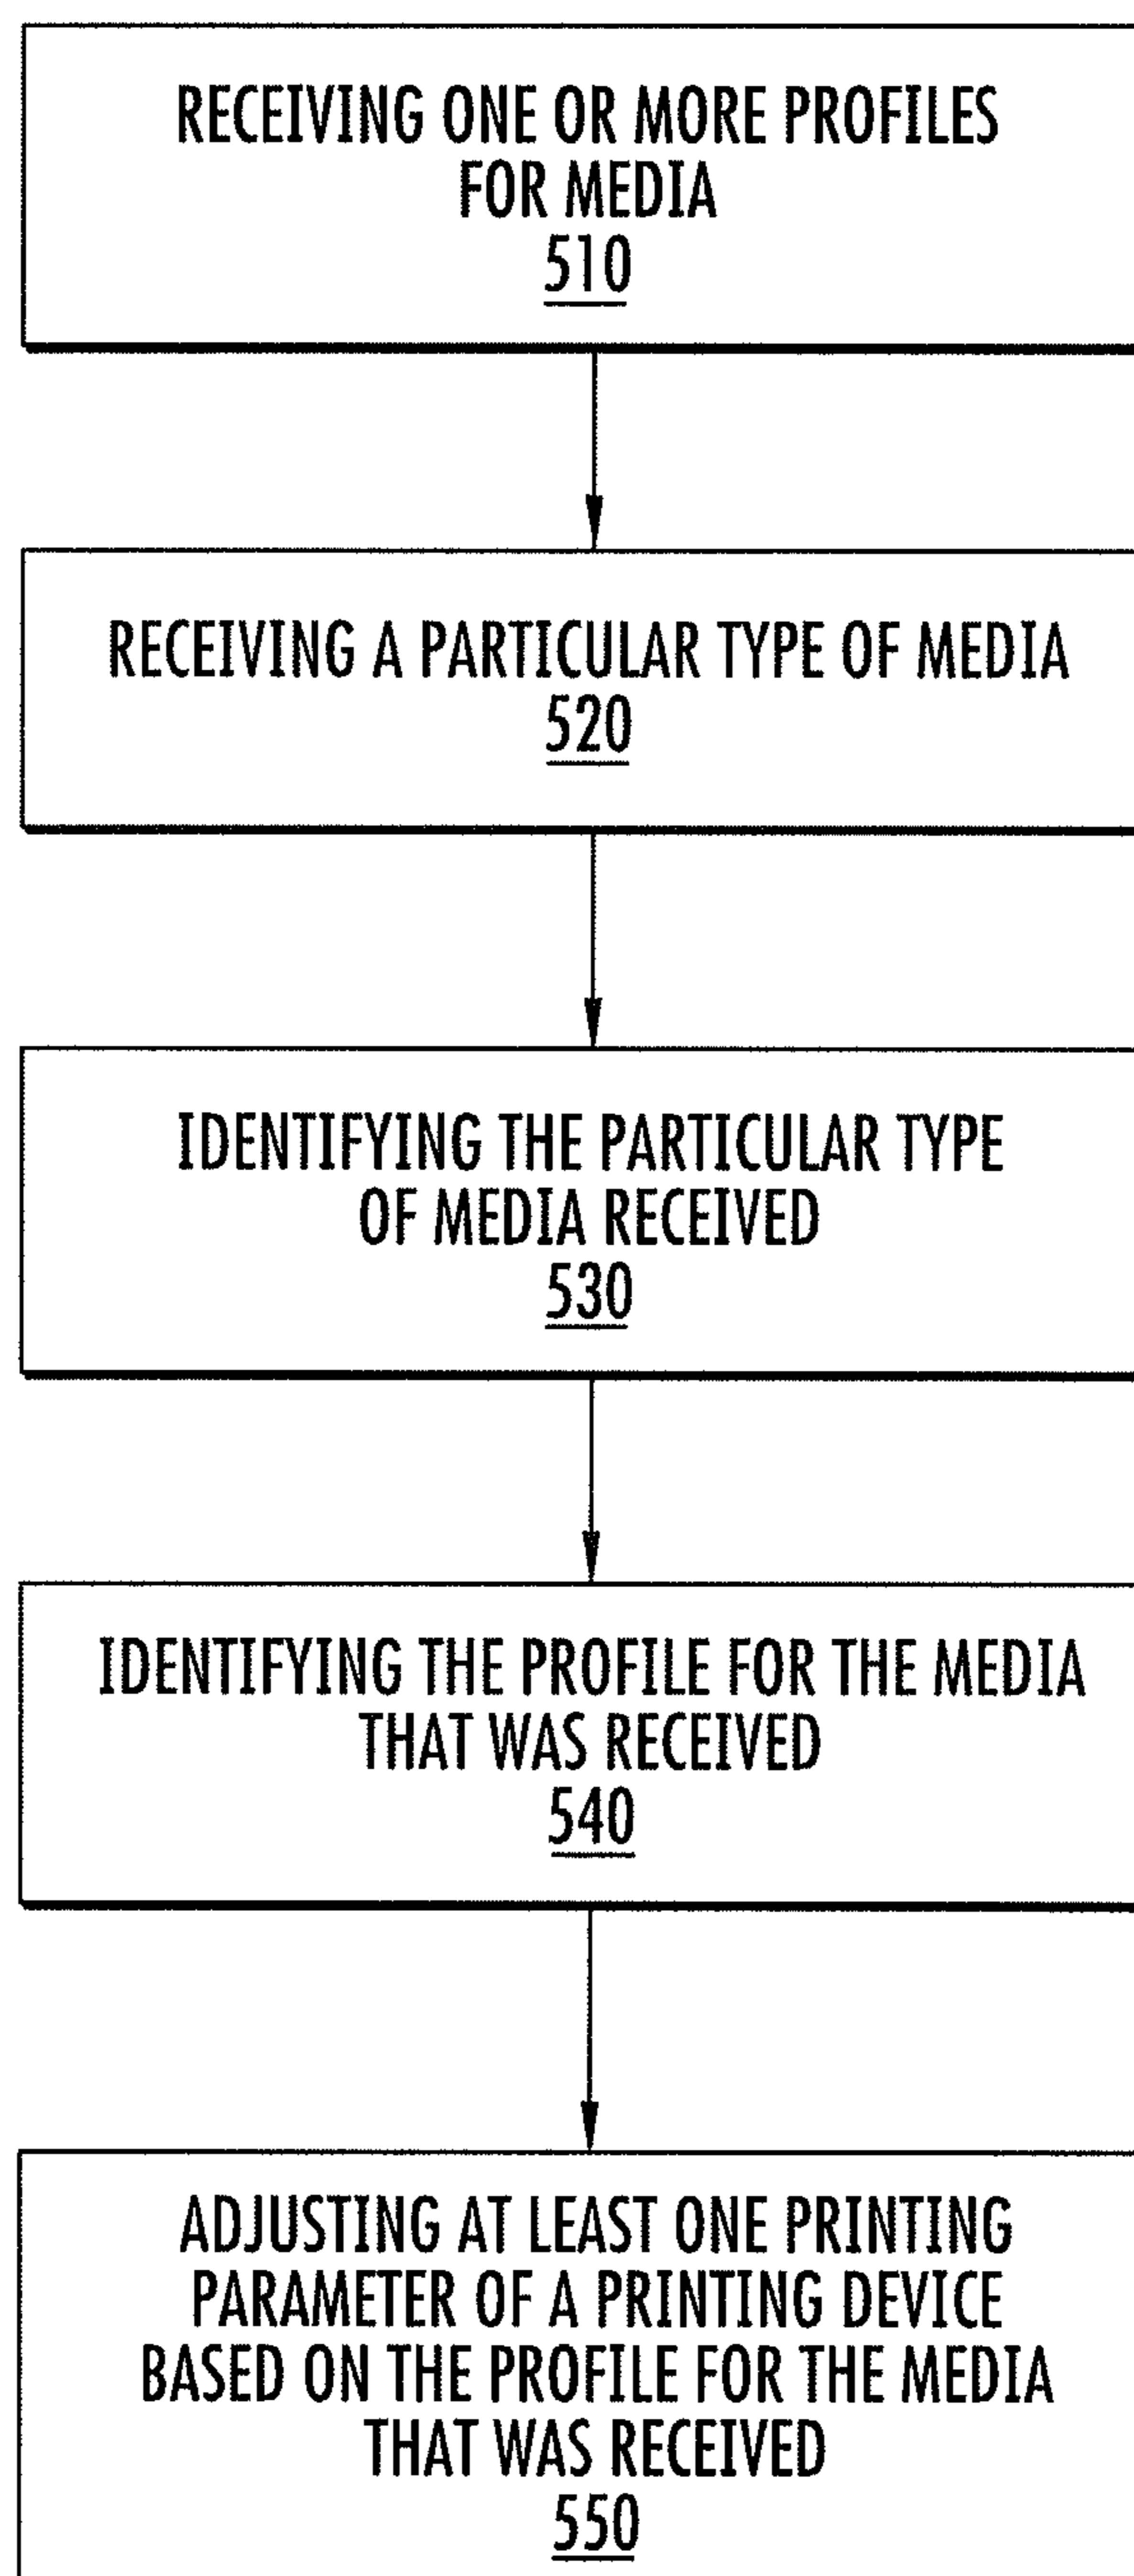 RECEIVING ONE OR MORE PROFILES
FOR MEDIA
510
RECEIVING A PARTICULAR TYPE OF MEDIA
520
IDENTIFYING THE PARTICULAR TYPE
OF MEDIA RECEIVED
530
IDENTIFYING THE PROFILE FOR THE MEDIA
THAT WAS RECEIVED
540
ADJUSTING AT LEAST ONE PRINTING
PARAMETER OF A PRINTING DEVICE
BASED ON THE PROFILE FOR THE MEDIA
THAT WAS RECEIVED
550